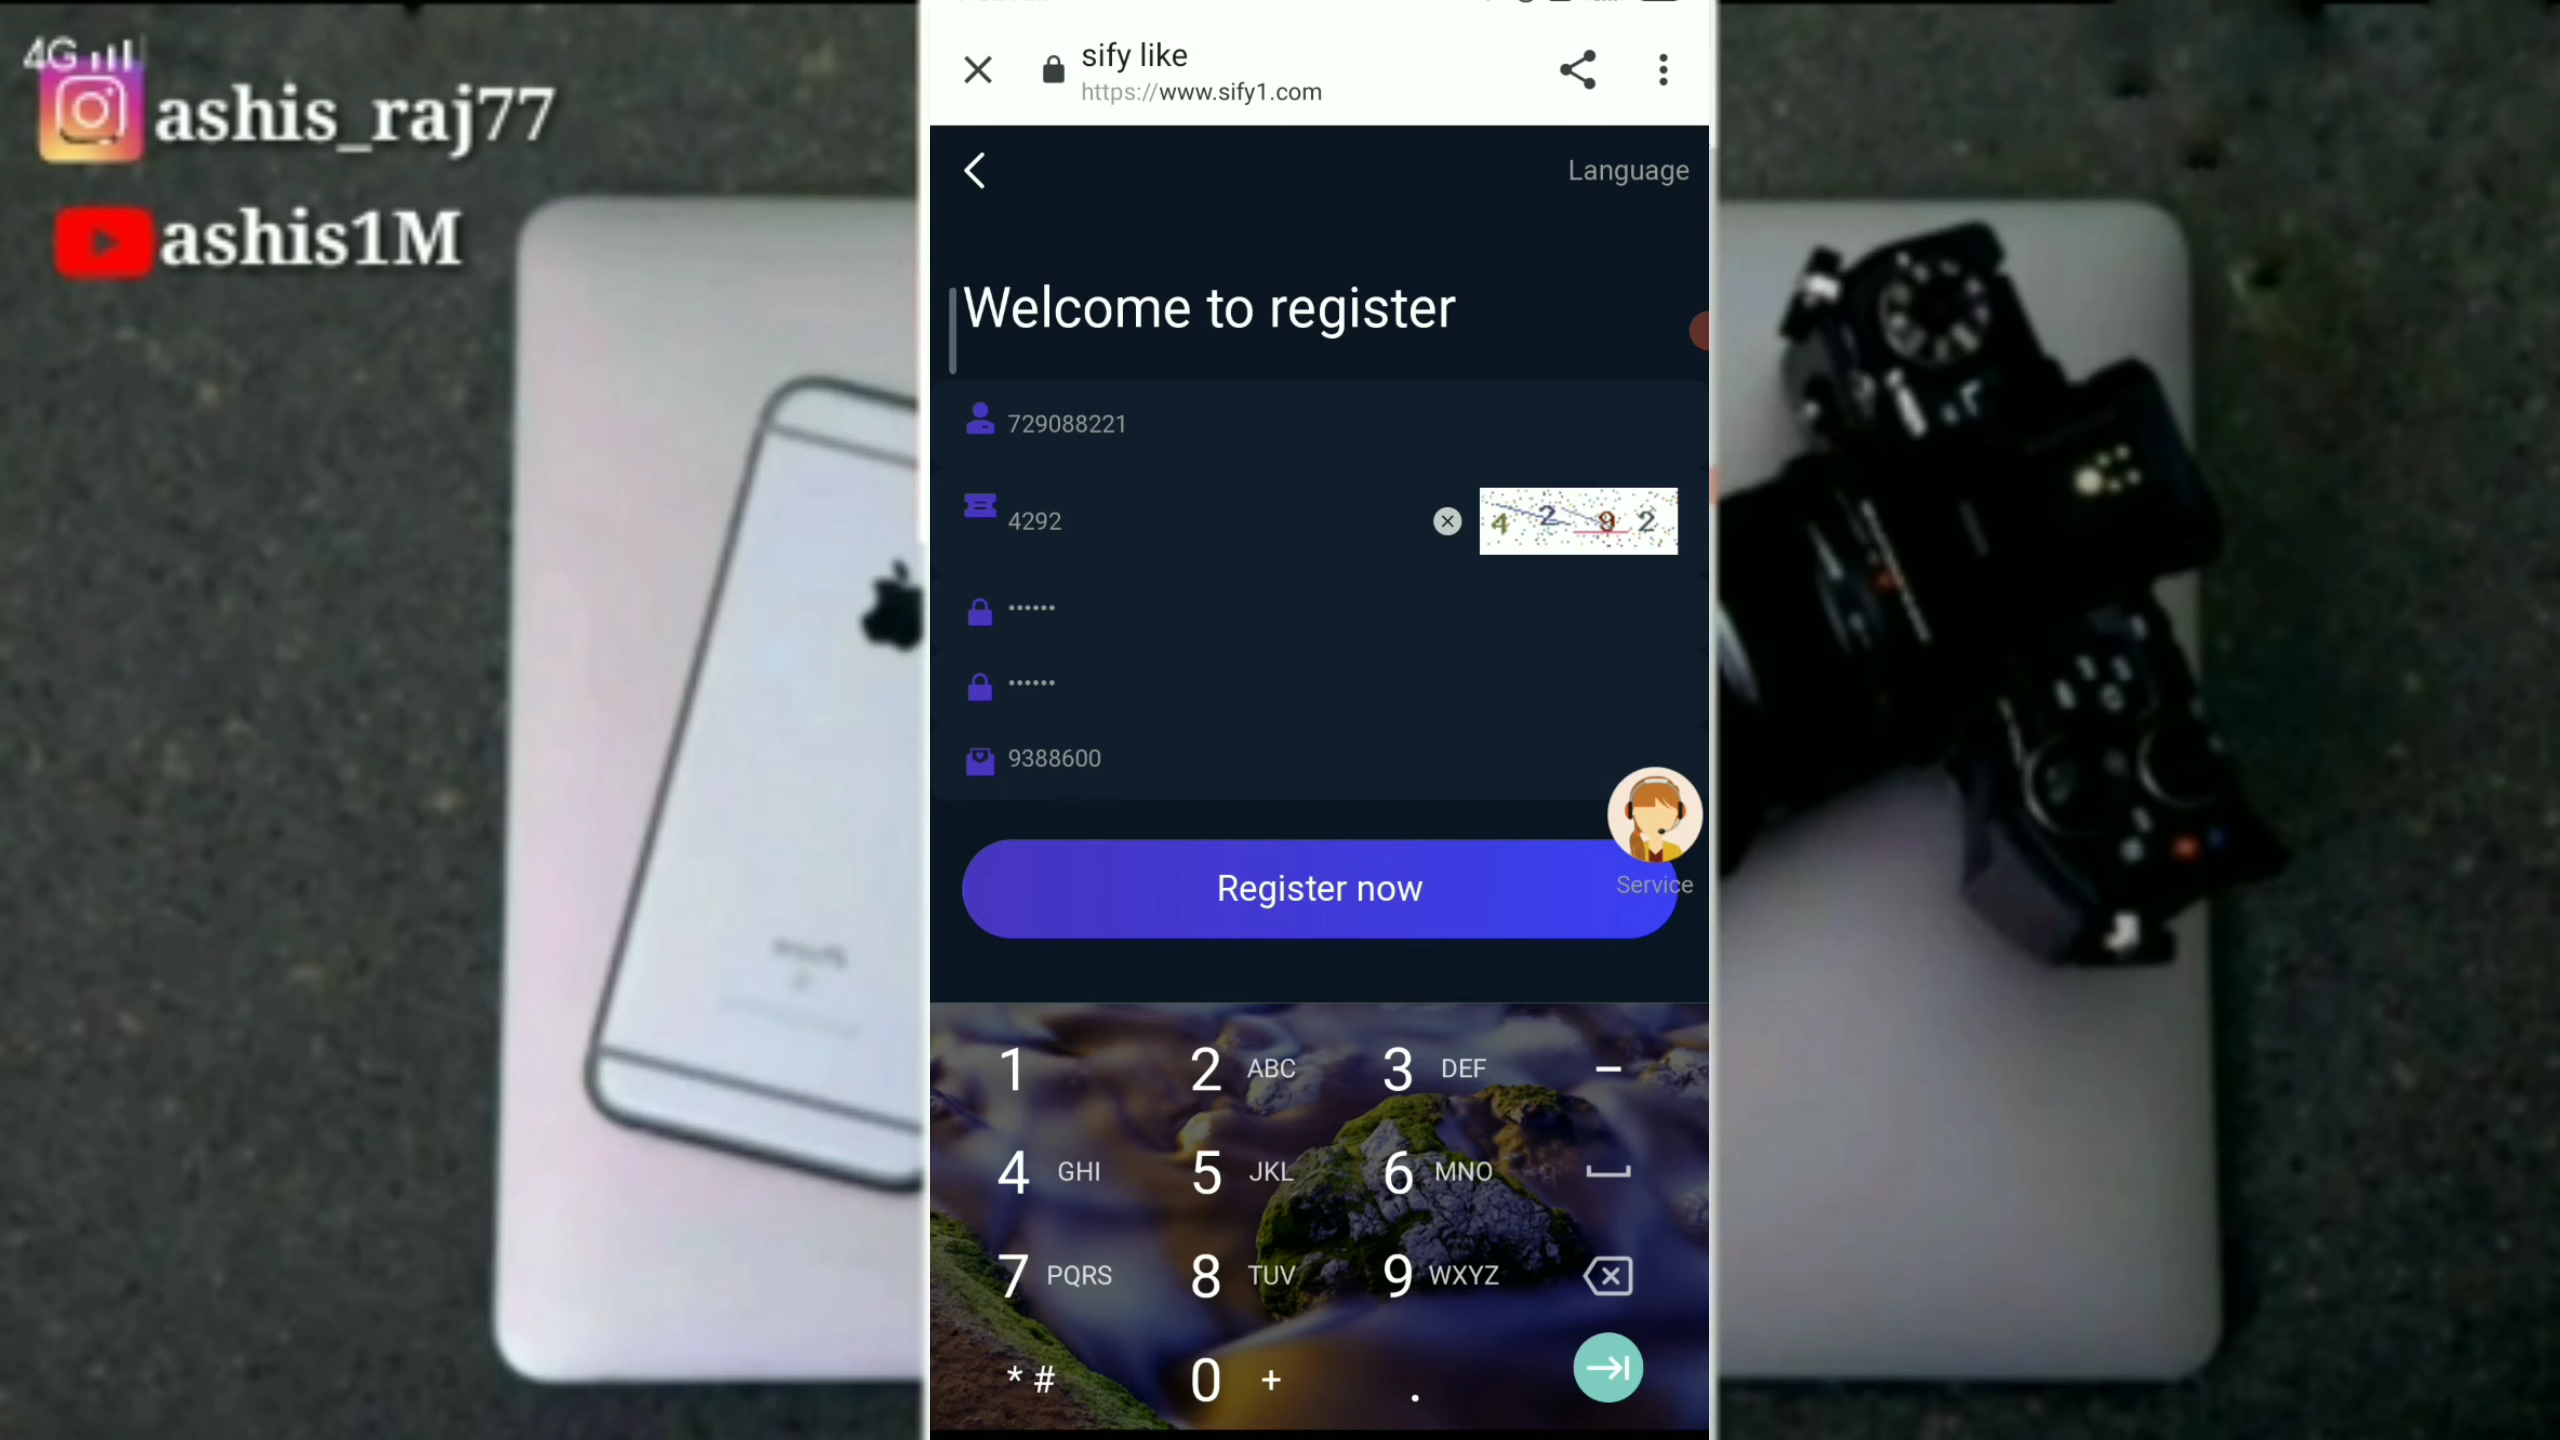 4G
ashis_raj77
ashis1M
sify like
https://www.sify1.com
Language
Welcome to register
729088221
4292
4 2 9 2
••••••
••••••
9388600
Service
Register now
1 2 ABC 3 DEF –
4 GHI 5 JKL 6 MNO
7 PQRS 8 TUV 9 WXYZ
* # 0 + .